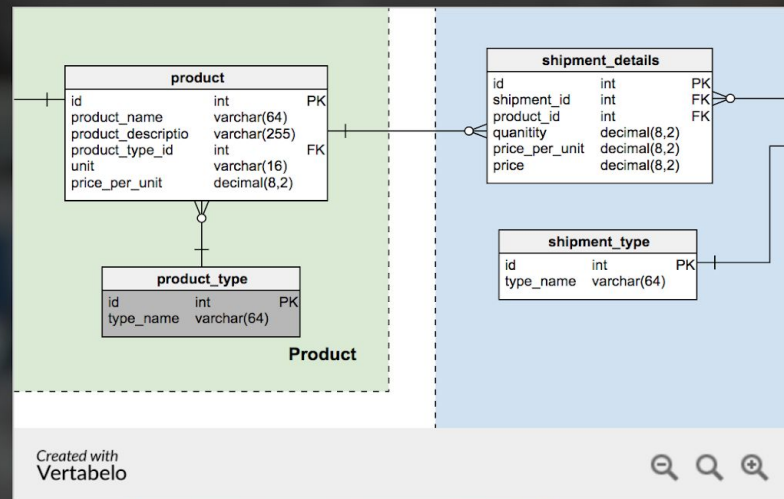 product
id int PK
product_name varchar(64)
product_descriptio varchar(255)
product_type_id int FK
unit varchar(16)
price_per_unit decimal(8,2)
product_type
id int PK
type_name varchar(64)
Product
shipment_details
id int PK
shipment_id int FK
product_id int FK
quanitity decimal(8,2)
price_per_unit decimal(8,2)
price decimal(8,2)
shipment_type
id int PK
type_name varchar(64)
Created with
Vertabelo